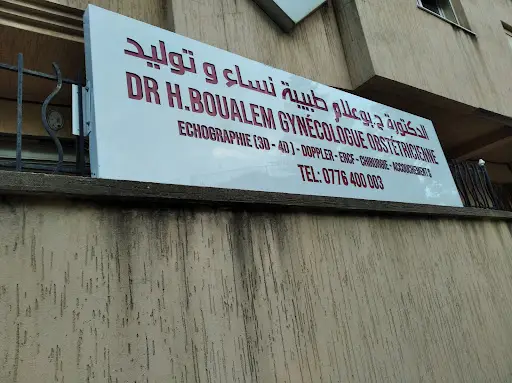 الدكتورة ح.بوعلام طبيبة نساء و توليد
DR H.BOUALEM GYNÉCOLOGUE OBSTÉTRICIENNE
ECHOGRAPHIE (3D - 4D) - DOPPLER - ERCF - CHIRURGIE - ACCOUCHEMENTS
TEL: 0776 400 003